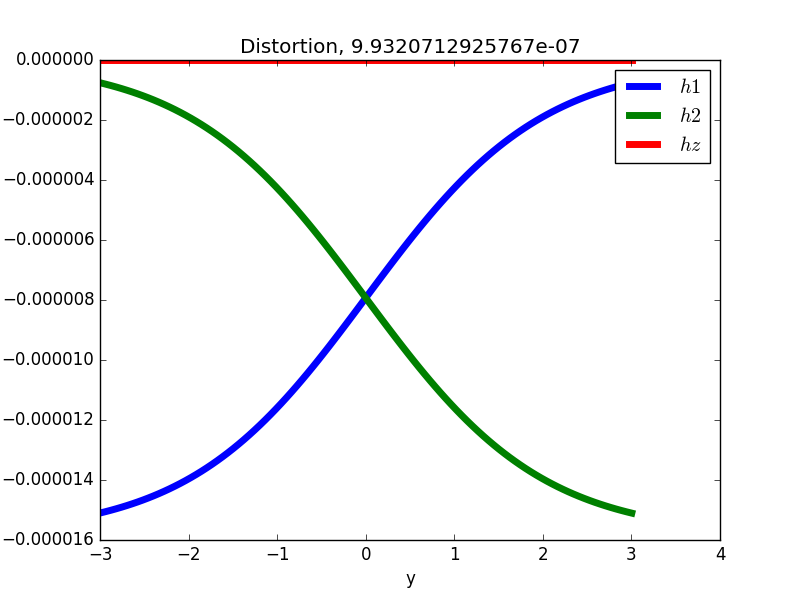 Distortion, 9.9320712925767e-07
0.000000
−0.000002
−0.000004
−0.000006
−0.000008
−0.000010
−0.000012
−0.000014
−0.000016
h1
h2
hz
−3 −2 −1 0 1 2 3 4
y